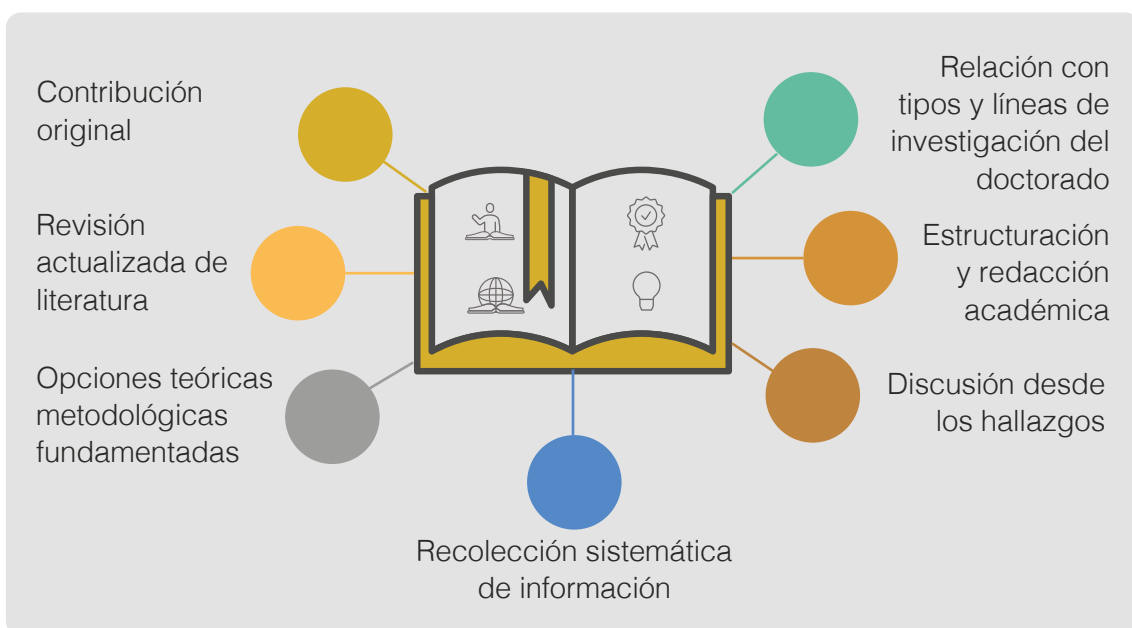 Contribución
original
Revisión
actualizada de
literatura
Opciones teóricas
metodológicas
fundamentadas
Recolección sistemática
de información
Relación con
tipos y líneas de
investigación del
doctorado
Estructuración
y redacción
académica
Discusión desde
los hallazgos